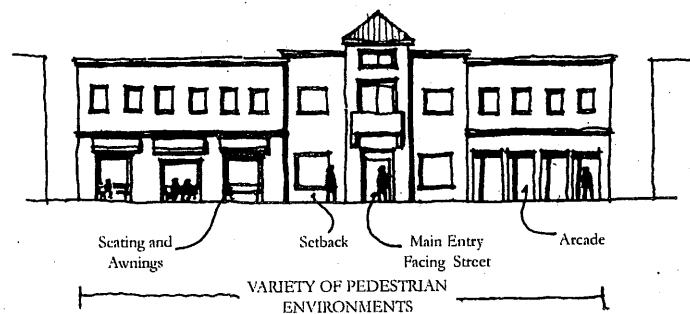 Seating and
Awnings
Setback
Main Entry
Facing Street
Arcade
VARIETY OF PEDESTRIAN
ENVIRONMENTS